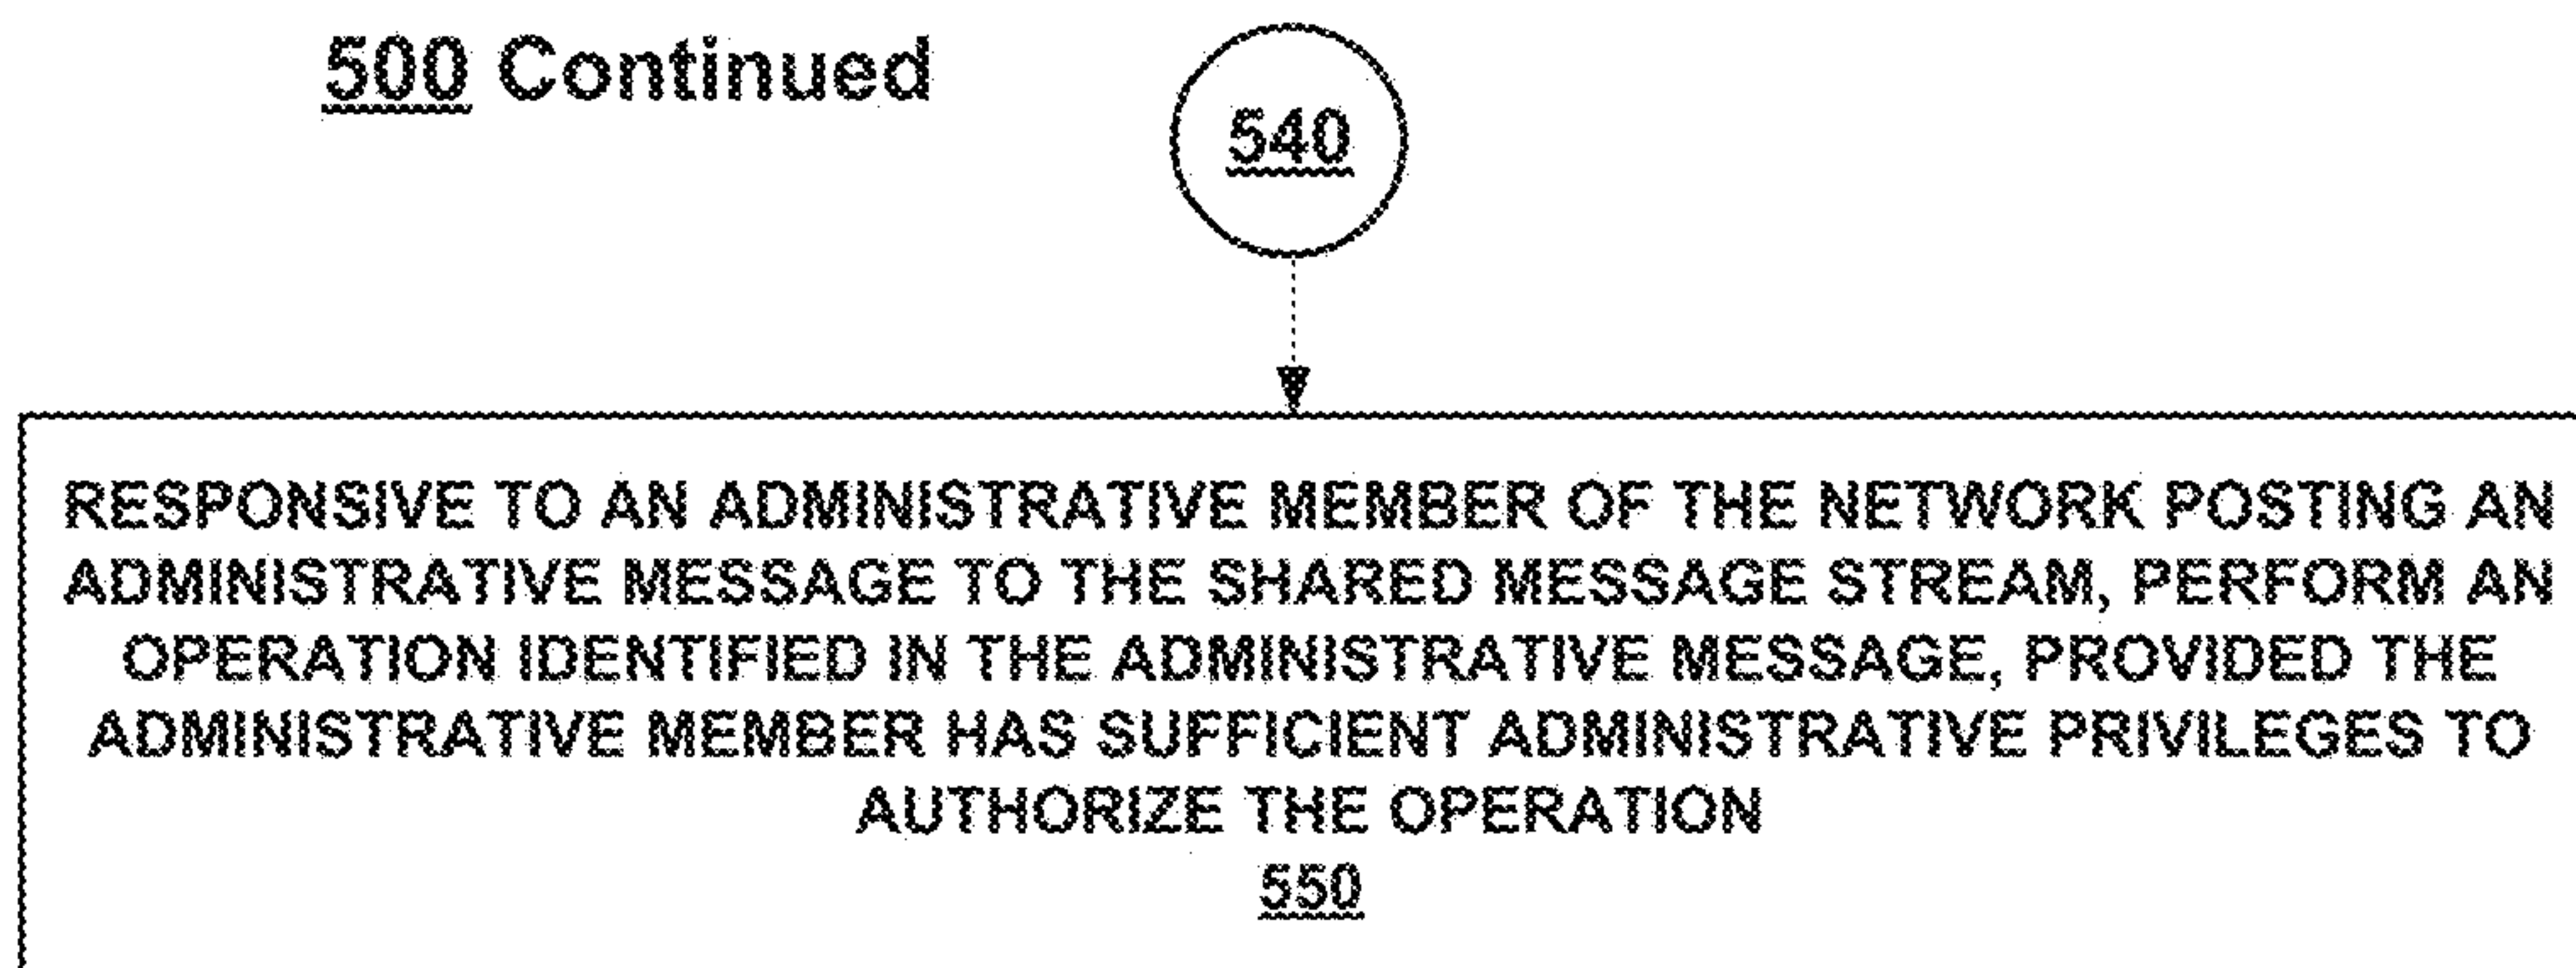 500 Continued
540
RESPONSIVE TO AN ADMINISTRATIVE MEMBER OF THE NETWORK POSTING AN
ADMINISTRATIVE MESSAGE TO THE SHARED MESSAGE STREAM, PERFORM AN
OPERATION IDENTIFIED IN THE ADMINISTRATIVE MESSAGE, PROVIDED THE
ADMINISTRATIVE MEMBER HAS SUFFICIENT ADMINISTRATIVE PRIVILEGES TO
AUTHORIZE THE OPERATION
550